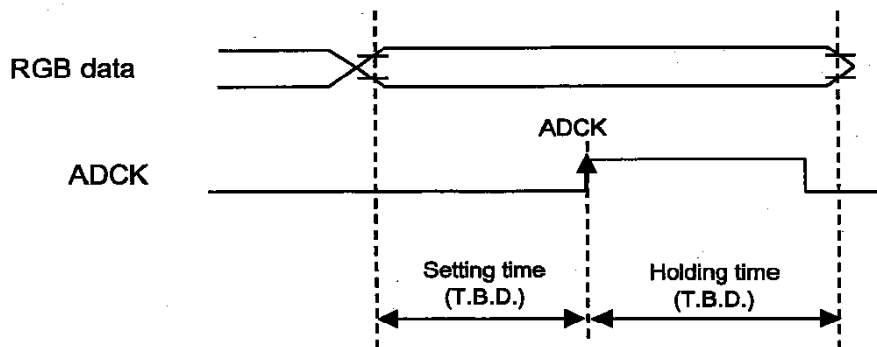 RGB data
ADCK
ADCK
Setting time
(T.B.D.)
Holding time
(T.B.D.)